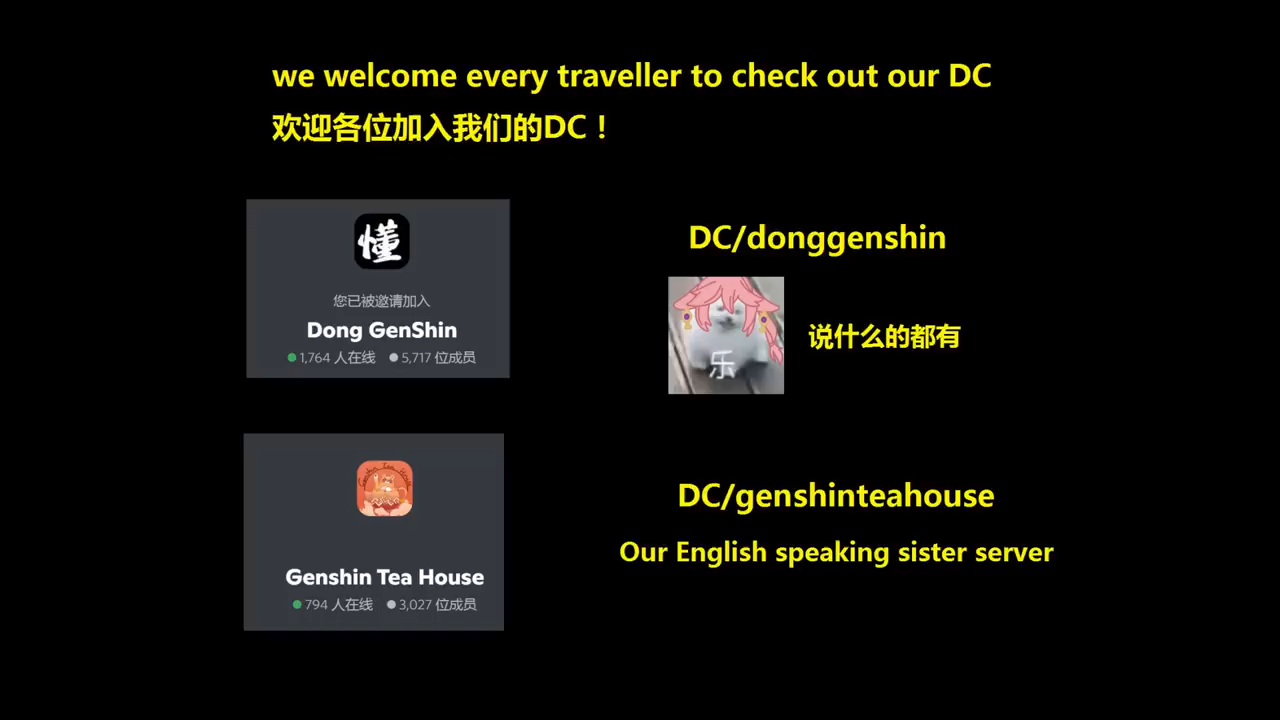 we welcome every traveller to check out our DC
欢迎各位加入我们的DC！
懂
您已被邀请加入
Dong GenShin
1,764 人在线 5,717 位成员
DC/donggenshin
乐
说什么的都有
Genshin Tea House
Genshin Tea House
794 人在线 3,027 位成员
DC/genshinteahouse
Our English speaking sister server